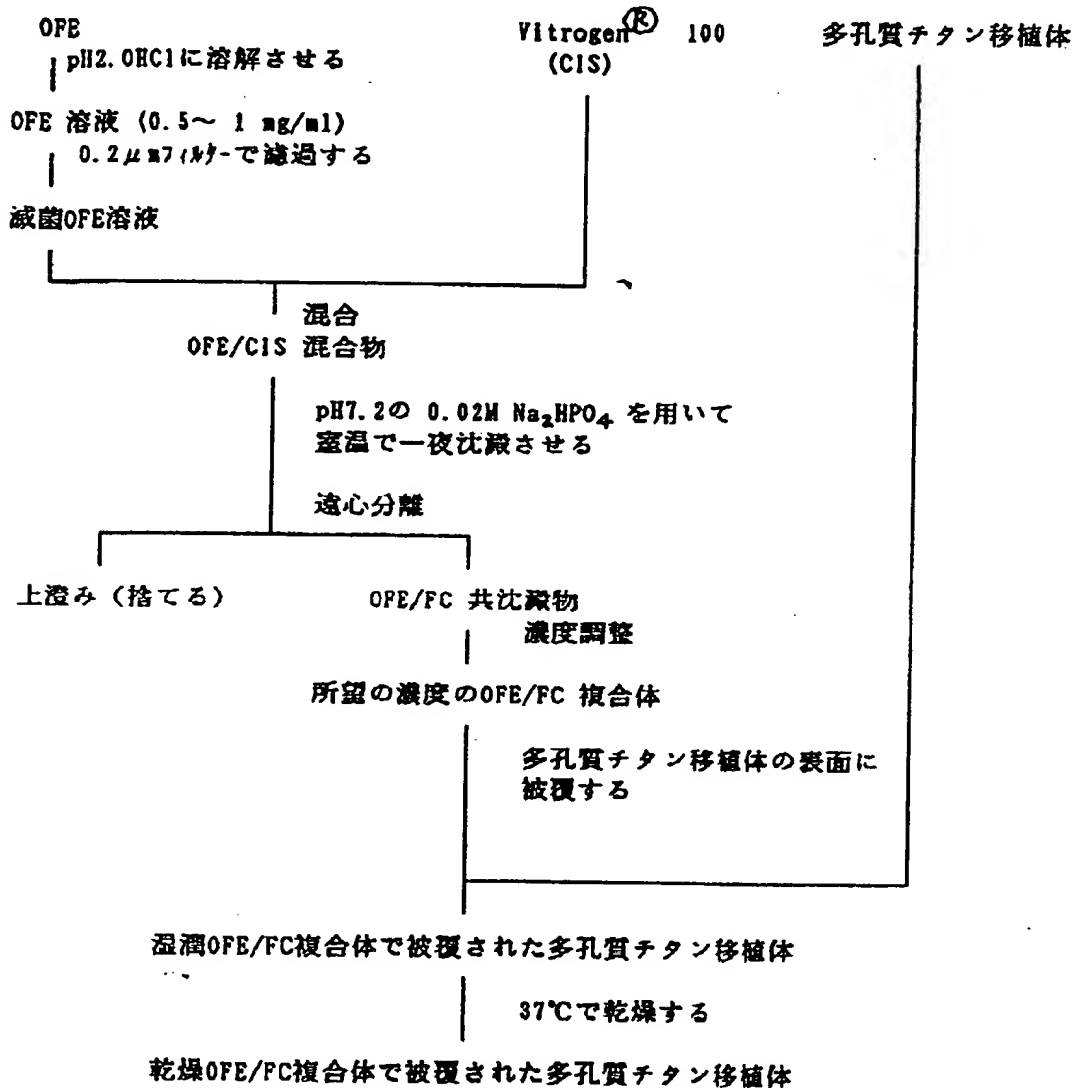 OFE
pH2.0HClに溶解させる
OFE 溶液 (0.5〜 1 mg/ml)
0.2μmフィルターで濾過する
滅菌OFE溶液
Vitrogen® 100
(CIS)
多孔質チタン移植体
混合
OFE/CIS 混合物
pH7.2の 0.02M Na₂HPO₄ を用いて
室温で一夜沈殿させる
遠心分離
上澄み（捨てる）
OFE/FC 共沈澱物
濃度調整
所望の濃度のOFE/FC 複合体
多孔質チタン移植体の表面に
被覆する
湿潤OFE/FC複合体で被覆された多孔質チタン移植体
37℃で乾燥する
乾燥OFE/FC複合体で被覆された多孔質チタン移植体